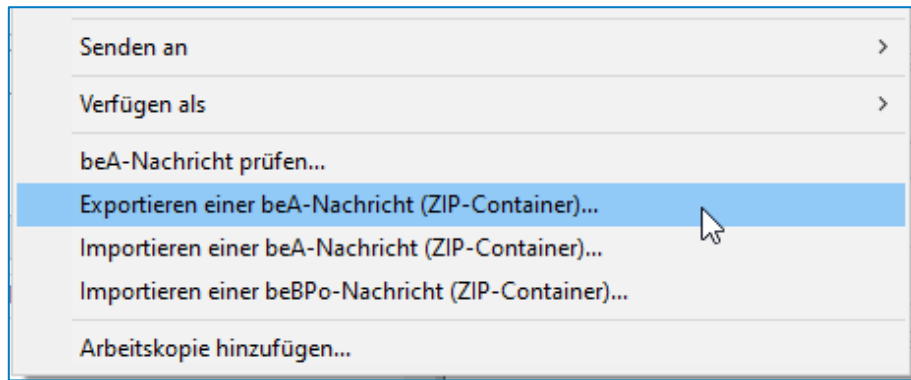 Senden an
Verfügen als
beA-Nachricht prüfen...
Exportieren einer beA-Nachricht (ZIP-Container)...
Importieren einer beA-Nachricht (ZIP-Container)...
Importieren einer beBPo-Nachricht (ZIP-Container)...
Arbeitskopie hinzufügen...